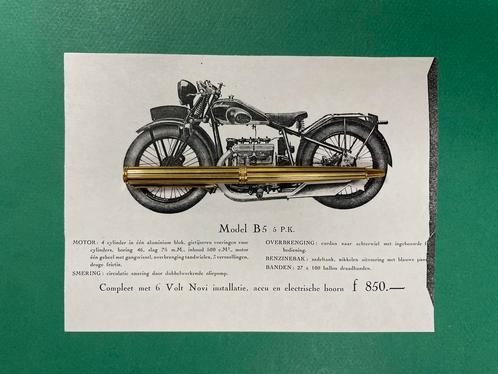 Model B5 5 P.K.
MOTOR: 4 cylinder in één aluminium blok, gietijzeren voeringen voor
cylinders, boring 46, slag 75 m.M., inhoud 500 c.M³., motor
één geheel met gangwissel, overbrenging tandwielen, 3 versnellingen,
droge frictie.
SMERING: circulatie smering door dubbelwerkende oliepomp.
OVERBRENGING: cardan naar achterwiel met ingebouwde
bediening.
BENZINEBAK: zadeltank, nikkelen uitvoering met blauwe
BANDEN: 27 x 100 ballon draadbanden.
Compleet met 6 Volt Novi installatie, accu en electrische hoorn f 850.—